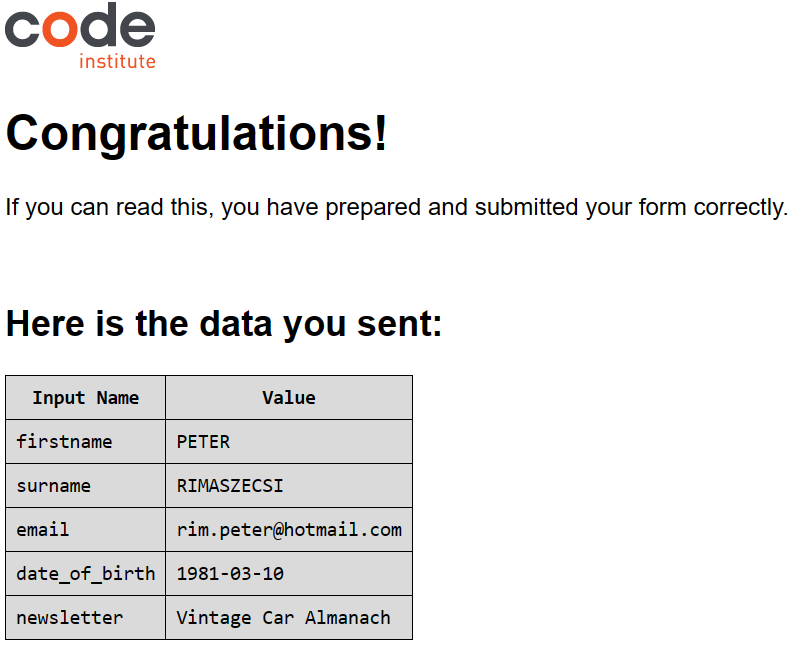 code
institute
Congratulations!
If you can read this, you have prepared and submitted your form correctly.
Here is the data you sent:
Input Name Value
firstname PETER
surname RIMASZECSI
email rim.peter@hotmail.com
date_of_birth 1981-03-10
newsletter Vintage Car Almanach